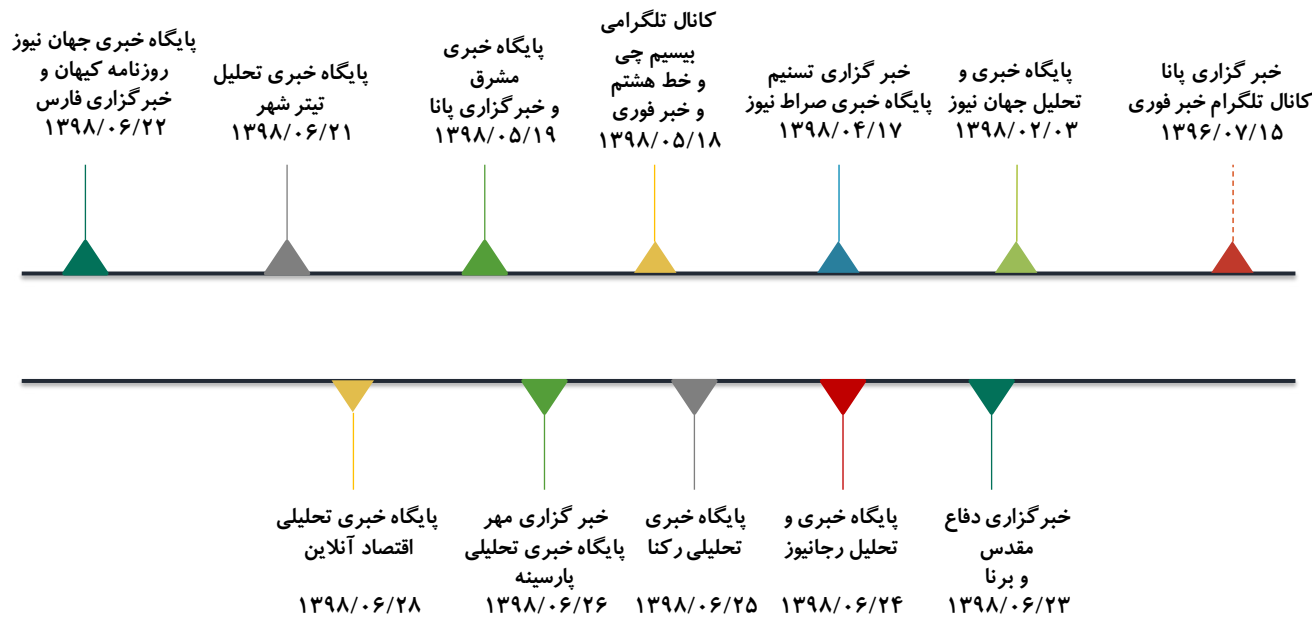 خبر گزاری پانا
کانال تلگرام خبر فوری
۱۳۹۶/۰۷/۱۵
پایگاه خبری و
تحلیل جهان نیوز
۱۳۹۸/۰۲/۰۳
خبر گزاری تسنیم
پایگاه خبری صراط نیوز
۱۳۹۸/۰۴/۱۷
کانال تلگرامی
بیسیم چی
و خط هشتم
و خبر فوری
۱۳۹۸/۰۵/۱۸
پایگاه خبری
مشرق
و خبرگزاری پانا
۱۳۹۸/۰۵/۱۹
پایگاه خبری تحلیل
تیتر شهر
۱۳۹۸/۰۶/۲۱
پایگاه خبری جهان نیوز
روزنامه کیهان و
خبرگزاری فارس
۱۳۹۸/۰۶/۲۲
خبرگزاری دفاع
مقدس
و برنا
۱۳۹۸/۰۶/۲۳
پایگاه خبری و
تحلیل رجانیوز
۱۳۹۸/۰۶/۲۴
پایگاه خبری
تحلیلی رکنا
۱۳۹۸/۰۶/۲۵
خبر گزاری مهر
پایگاه خبری تحلیلی
پارسینه
۱۳۹۸/۰۶/۲۶
پایگاه خبری تحلیلی
اقتصاد آنلاین
۱۳۹۸/۰۶/۲۸